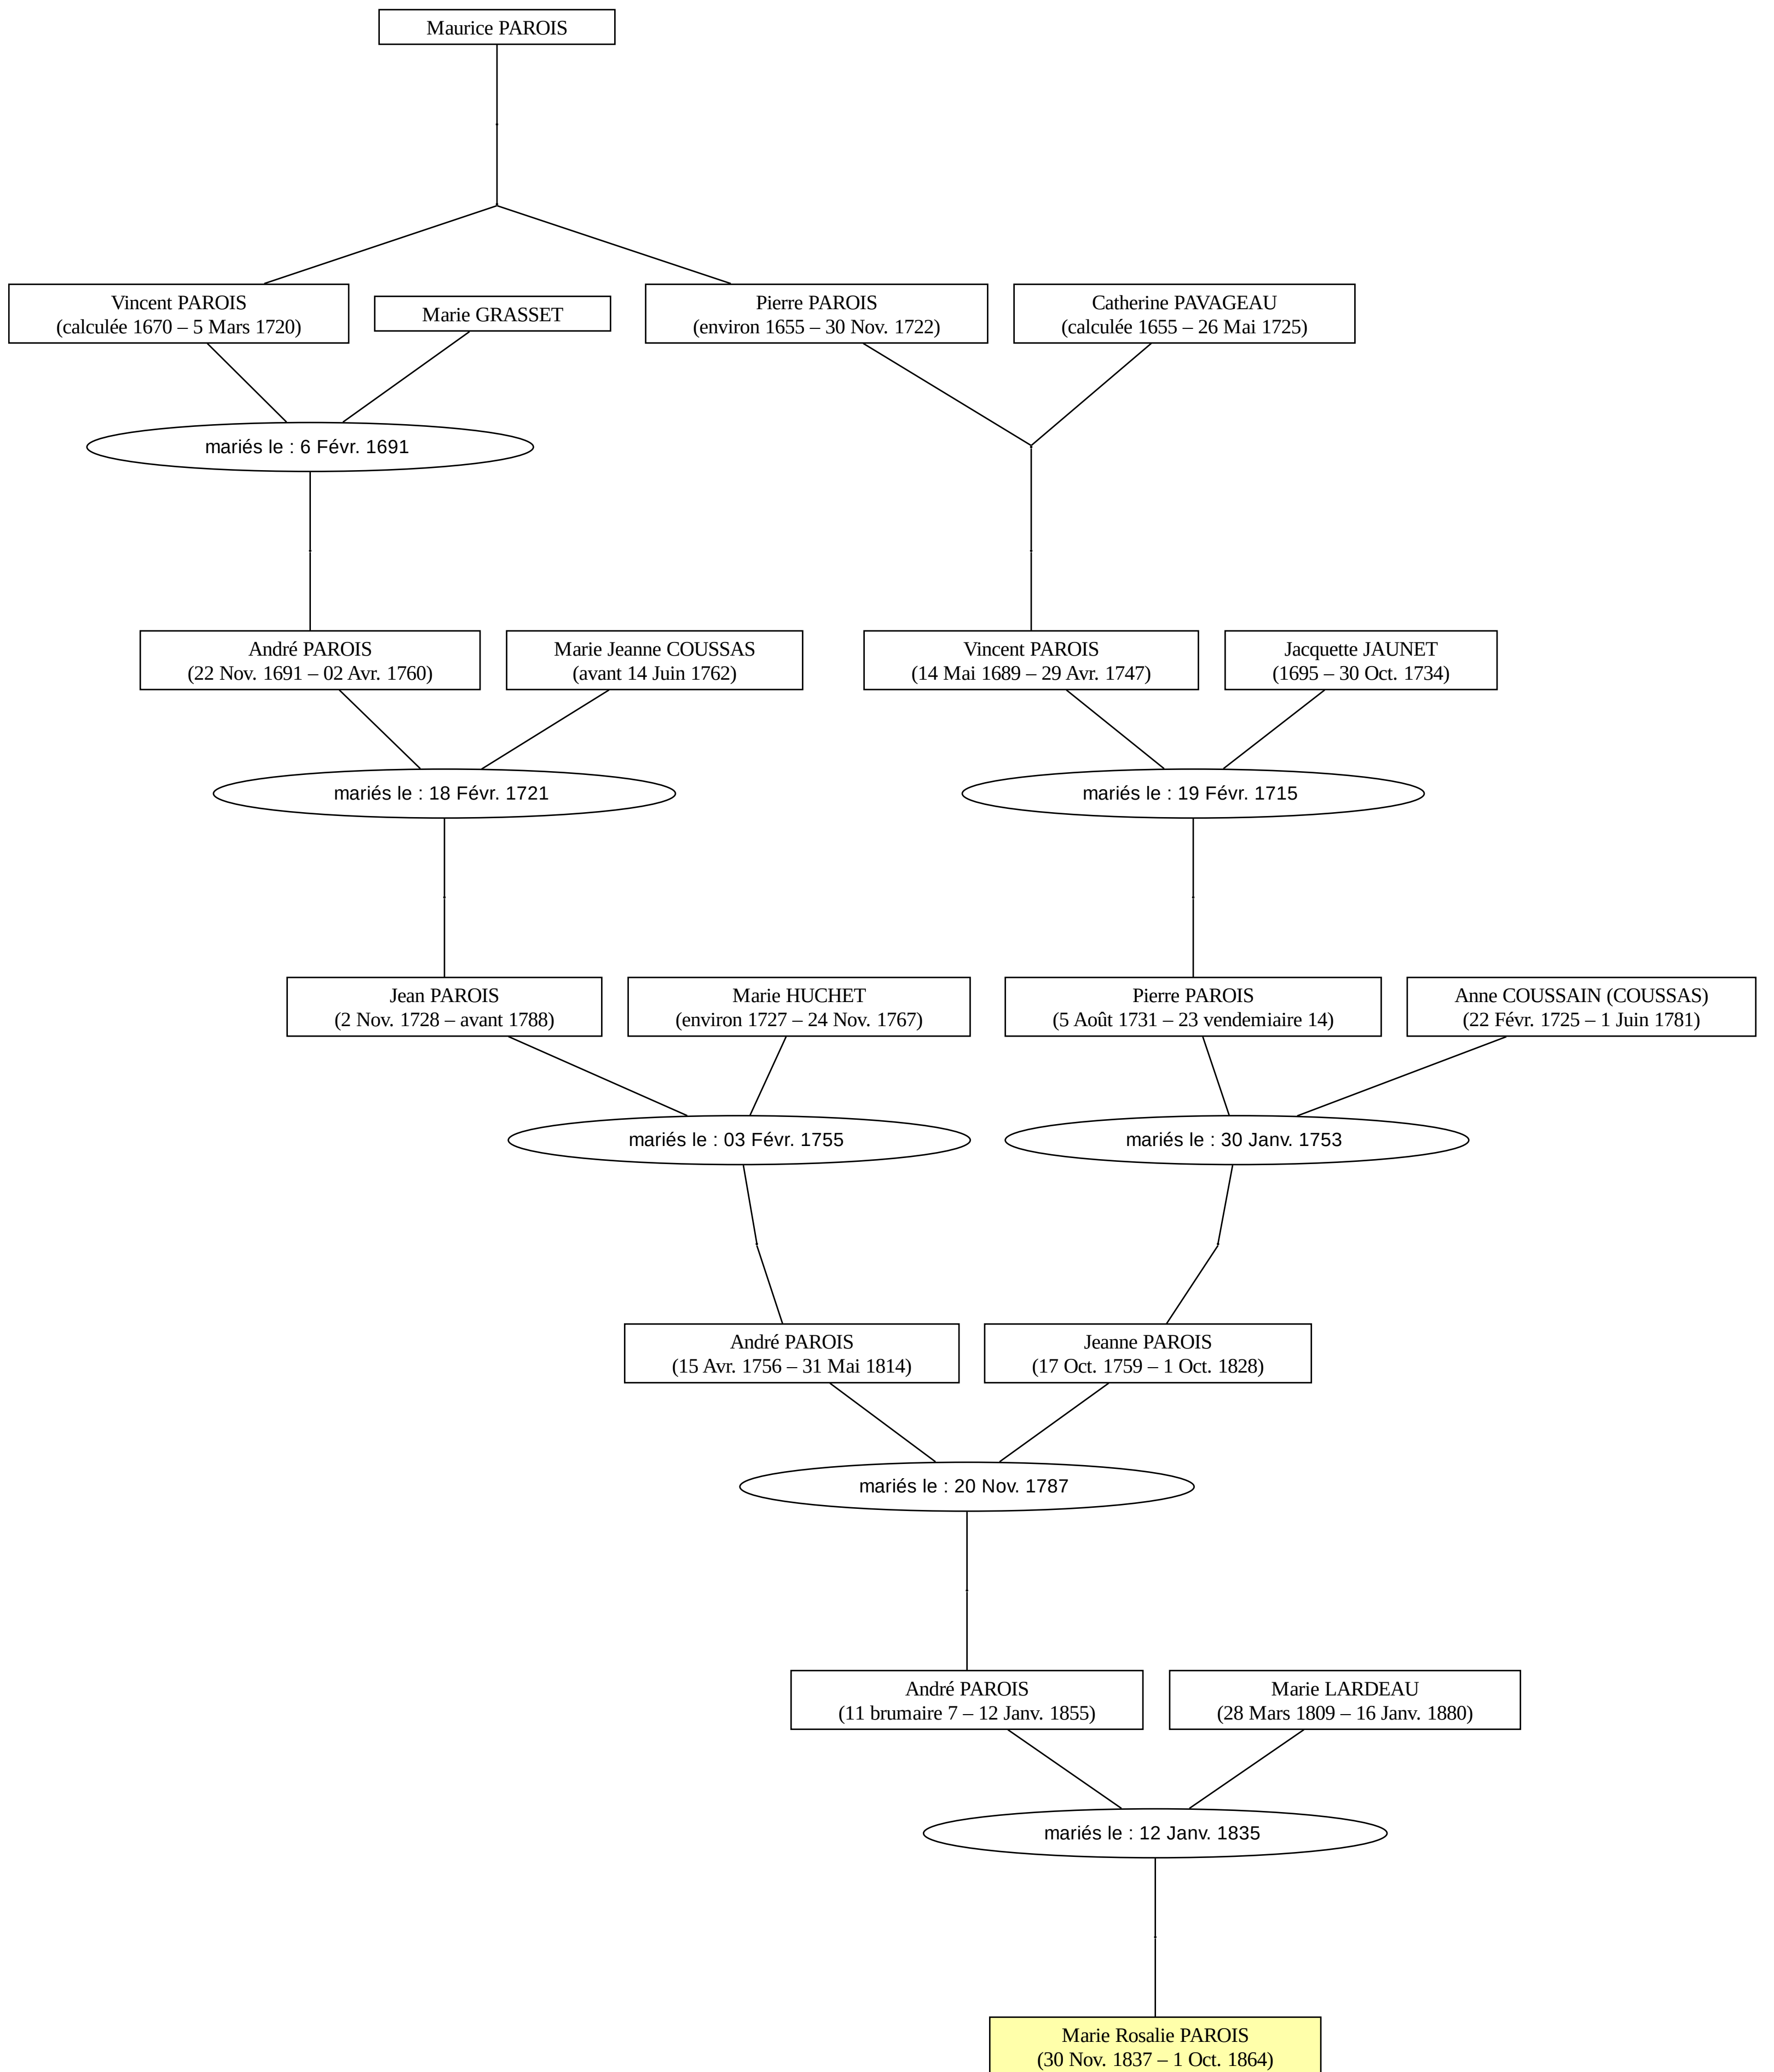 Maurice PAROIS
Vincent PAROIS
(calculée 1670 – 5 Mars 1720)
Marie GRASSET
Pierre PAROIS
(environ 1655 – 30 Nov. 1722)
Catherine PAVAGEAU
(calculée 1655 – 26 Mai 1725)
mariés le : 6 Févr. 1691
André PAROIS
(22 Nov. 1691 – 02 Avr. 1760)
Marie Jeanne COUSSAS
(avant 14 Juin 1762)
Vincent PAROIS
(14 Mai 1689 – 29 Avr. 1747)
Jacquette JAUNET
(1695 – 30 Oct. 1734)
mariés le : 18 Févr. 1721
mariés le : 19 Févr. 1715
Jean PAROIS
(2 Nov. 1728 – avant 1788)
Marie HUCHET
(environ 1727 – 24 Nov. 1767)
Pierre PAROIS
(5 Août 1731 – 23 vendemiaire 14)
Anne COUSSAIN (COUSSAS)
(22 Févr. 1725 – 1 Juin 1781)
mariés le : 03 Févr. 1755
mariés le : 30 Janv. 1753
André PAROIS
(15 Avr. 1756 – 31 Mai 1814)
Jeanne PAROIS
(17 Oct. 1759 – 1 Oct. 1828)
mariés le : 20 Nov. 1787
André PAROIS
(11 brumaire 7 – 12 Janv. 1855)
Marie LARDEAU
(28 Mars 1809 – 16 Janv. 1880)
mariés le : 12 Janv. 1835
Marie Rosalie PAROIS
(30 Nov. 1837 – 1 Oct. 1864)